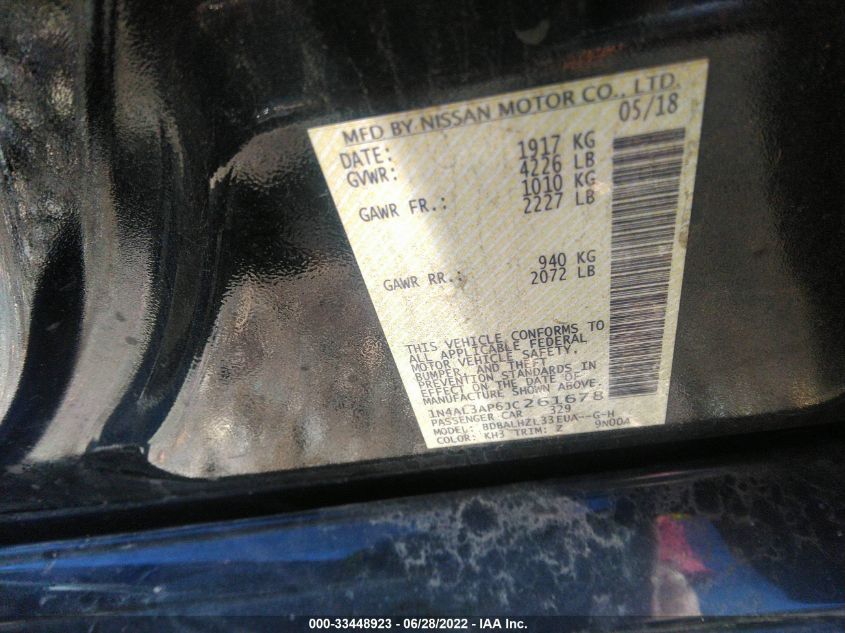 MFD BY NISSAN MOTOR CO., LTD.
DATE: 05/18
GVWR: 1917 KG
4226 LB
GAWR FR.: 1010 KG
2227 LB
GAWR RR.: 940 KG
2072 LB
THIS VEHICLE CONFORMS TO
ALL APPLICABLE FEDERAL
MOTOR VEHICLE SAFETY,
BUMPER, AND THEFT
PREVENTION STANDARDS IN
EFFECT ON THE DATE OF
MANUFACTURE SHOWN ABOVE.
1N4AL3AP6JC261678
PASSENGER CAR 329
MODEL: BDBALHZL33EUA--G-H
COLOR: KH3 TRIM: Z 9N00A
000-33448923 / 06/28/2022 - IAA Inc.